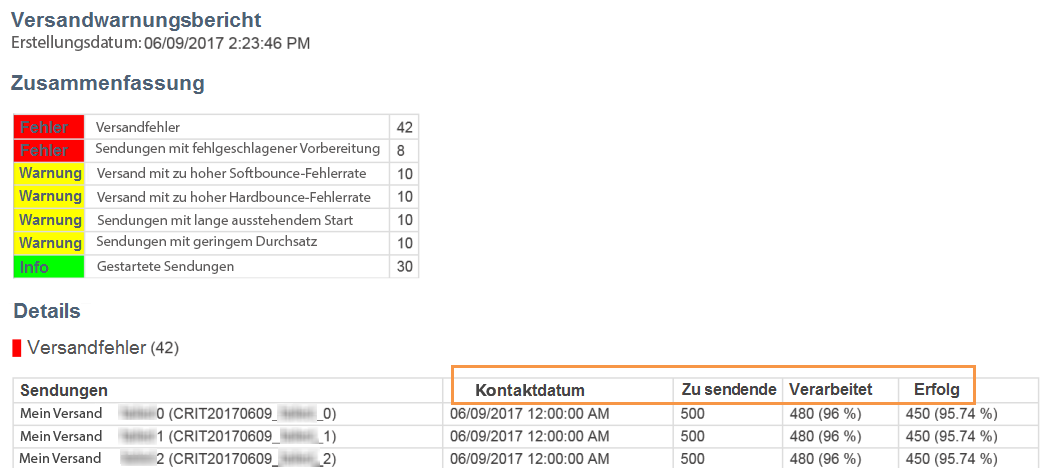 Versandwarnungsbericht
Erstellungsdatum: 06/09/2017 2:23:46 PM
Zusammenfassung
Fehler Versandfehler 42
Fehler Sendungen mit fehlgeschlagener Vorbereitung 8
Warnung Versand mit zu hoher Softbounce-Fehlerrate 10
Warnung Versand mit zu hoher Hardbounce-Fehlerrate 10
Warnung Sendungen mit lange ausstehendem Start 10
Warnung Sendungen mit geringem Durchsatz 10
Info Gestartete Sendungen 30
Details
Versandfehler (42)
Sendungen Kontaktdatum Zu sendende Verarbeitet Erfolg
Mein Versand 0 (CRIT20170609_ _0) 06/09/2017 12:00:00 AM 500 480 (96 %) 450 (95.74 %)
Mein Versand 1 (CRIT20170609_ _1) 06/09/2017 12:00:00 AM 500 480 (96 %) 450 (95.74 %)
Mein Versand 2 (CRIT20170609_ _2) 06/09/2017 12:00:00 AM 500 480 (96 %) 450 (95.74 %)